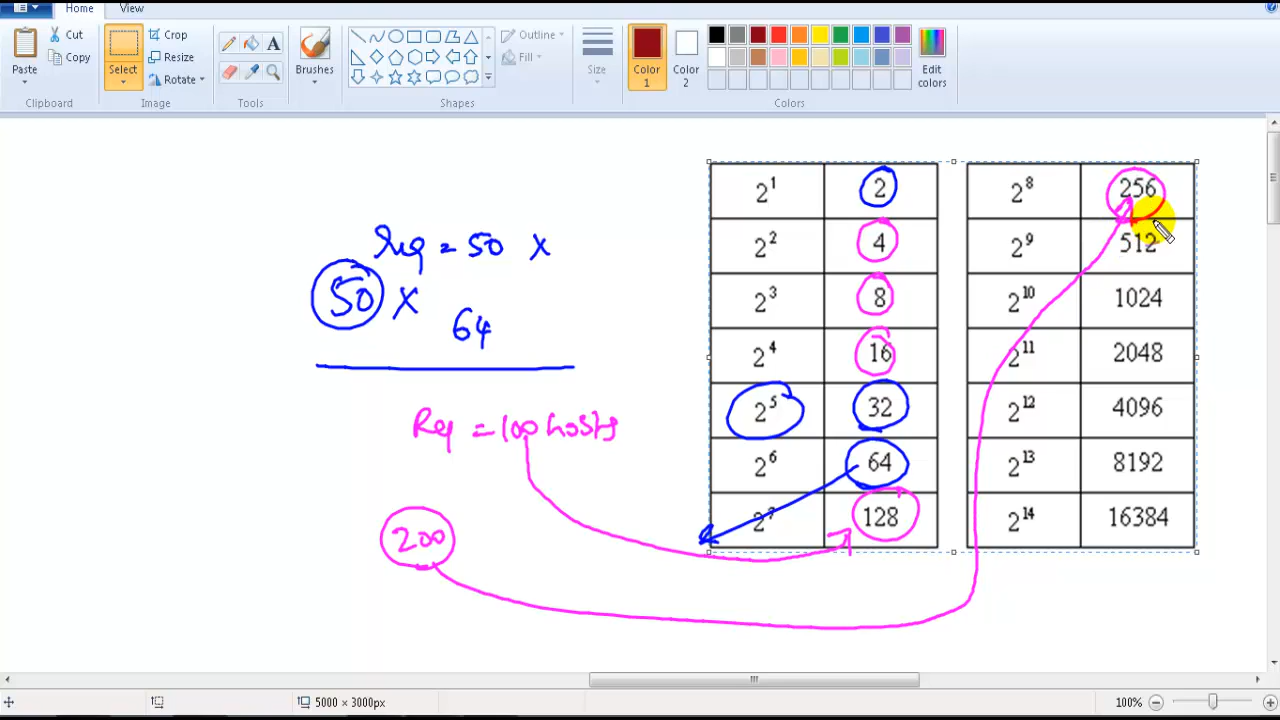 Home View
Paste
Cut
Copy
Clipboard
Select
Crop
Resize
Rotate
Image
A
Tools
Brushes
Outline
Fill
Shapes
Size
Color 1
Color 2
Edit colors
Colors
Req = 50 X
50 X
64
Req = 100 hosts
200
2¹ 2
2² 4
2³ 8
2⁴ 16
2⁵ 32
2⁶ 64
2⁷ 128
2⁸ 256
2⁹ 512
2¹⁰ 1024
2¹¹ 2048
2¹² 4096
2¹³ 8192
2¹⁴ 16384
5000 × 3000px
100%